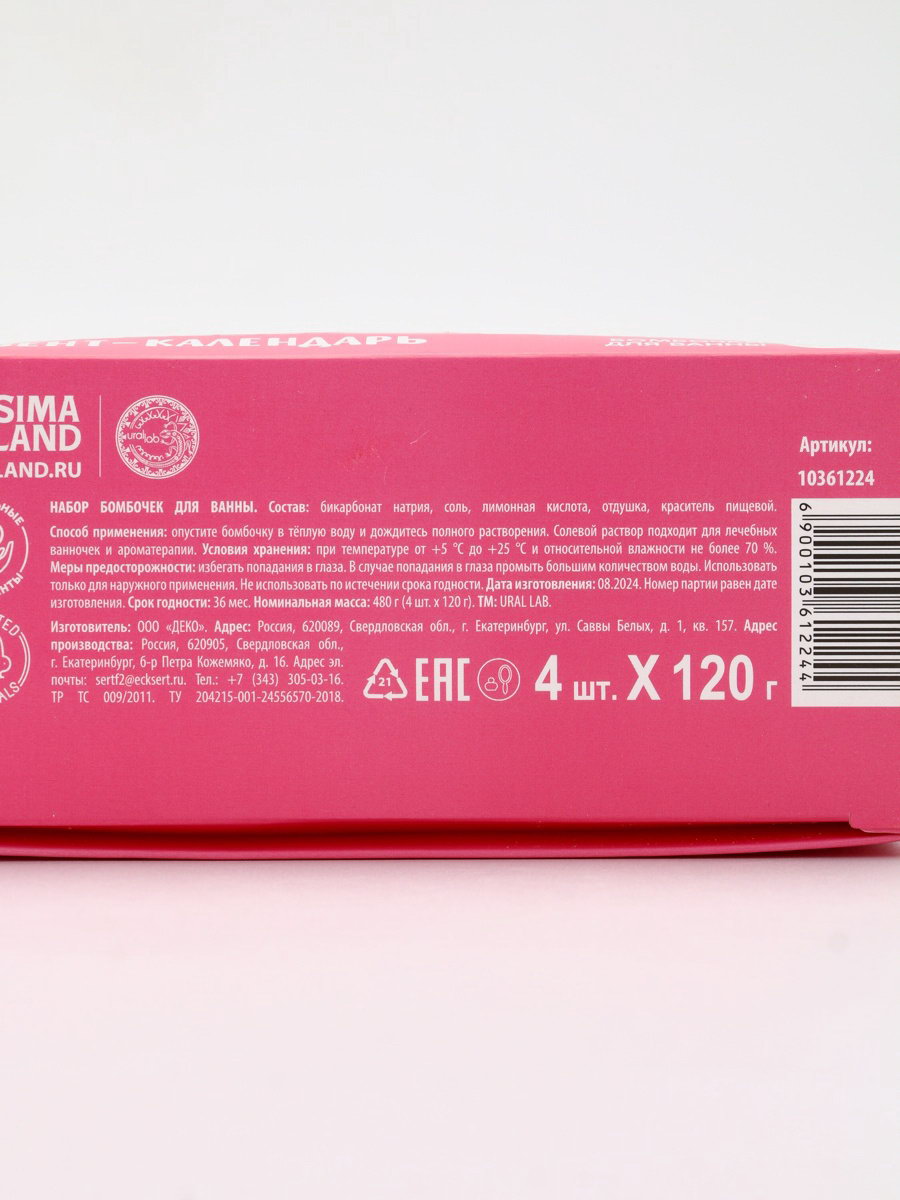 ЕНТ-КАЛЕНДАРЬ
ДЛЯ ВАННЫ
SIMA
LAND
LAND.RU
ural lab
Артикул:
10361224
НАБОР БОМБОЧЕК ДЛЯ ВАННЫ. Состав: бикарбонат натрия, соль, лимонная кислота, отдушка, краситель пищевой.
Способ применения: опустите бомбочку в тёплую воду и дождитесь полного растворения. Солевой раствор подходит для лечебных
ванночек и ароматерапии. Условия хранения: при температуре от +5 °С до +25 °С и относительной влажности не более 70 %.
Меры предосторожности: избегать попадания в глаза. В случае попадания в глаза промыть большим количеством воды. Использовать
только для наружного применения. Не использовать по истечении срока годности. Дата изготовления: 08.2024. Номер партии равен дате
изготовления. Срок годности: 36 мес. Номинальная масса: 480 г (4 шт. х 120 г). ТМ: URAL LAB.
Изготовитель: ООО «ДЕКО». Адрес: Россия, 620089, Свердловская обл., г. Екатеринбург, ул. Саввы Белых, д. 1, кв. 157. Адрес
производства: Россия, 620905, Свердловская обл.,
г. Екатеринбург, б-р Петра Кожемяко, д. 16. Адрес эл.
почты: sertf2@ecksert.ru. Тел.: +7 (343) 305-03-16.
ТР ТС 009/2011. ТУ 204215-001-24556570-2018.
21
EAC
4 шт. X 120 г
6900103612244